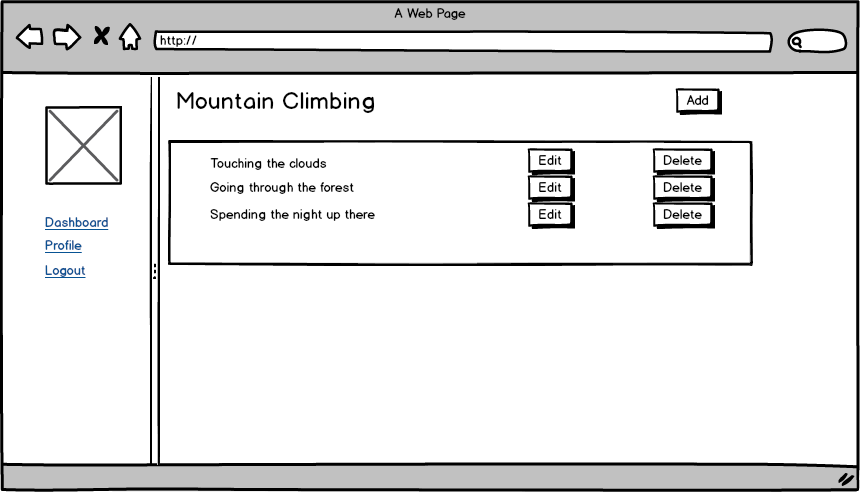 A Web Page
http://
Mountain Climbing
Add
Touching the clouds Edit Delete
Going through the forest Edit Delete
Spending the night up there Edit Delete
Dashboard
Profile
Logout